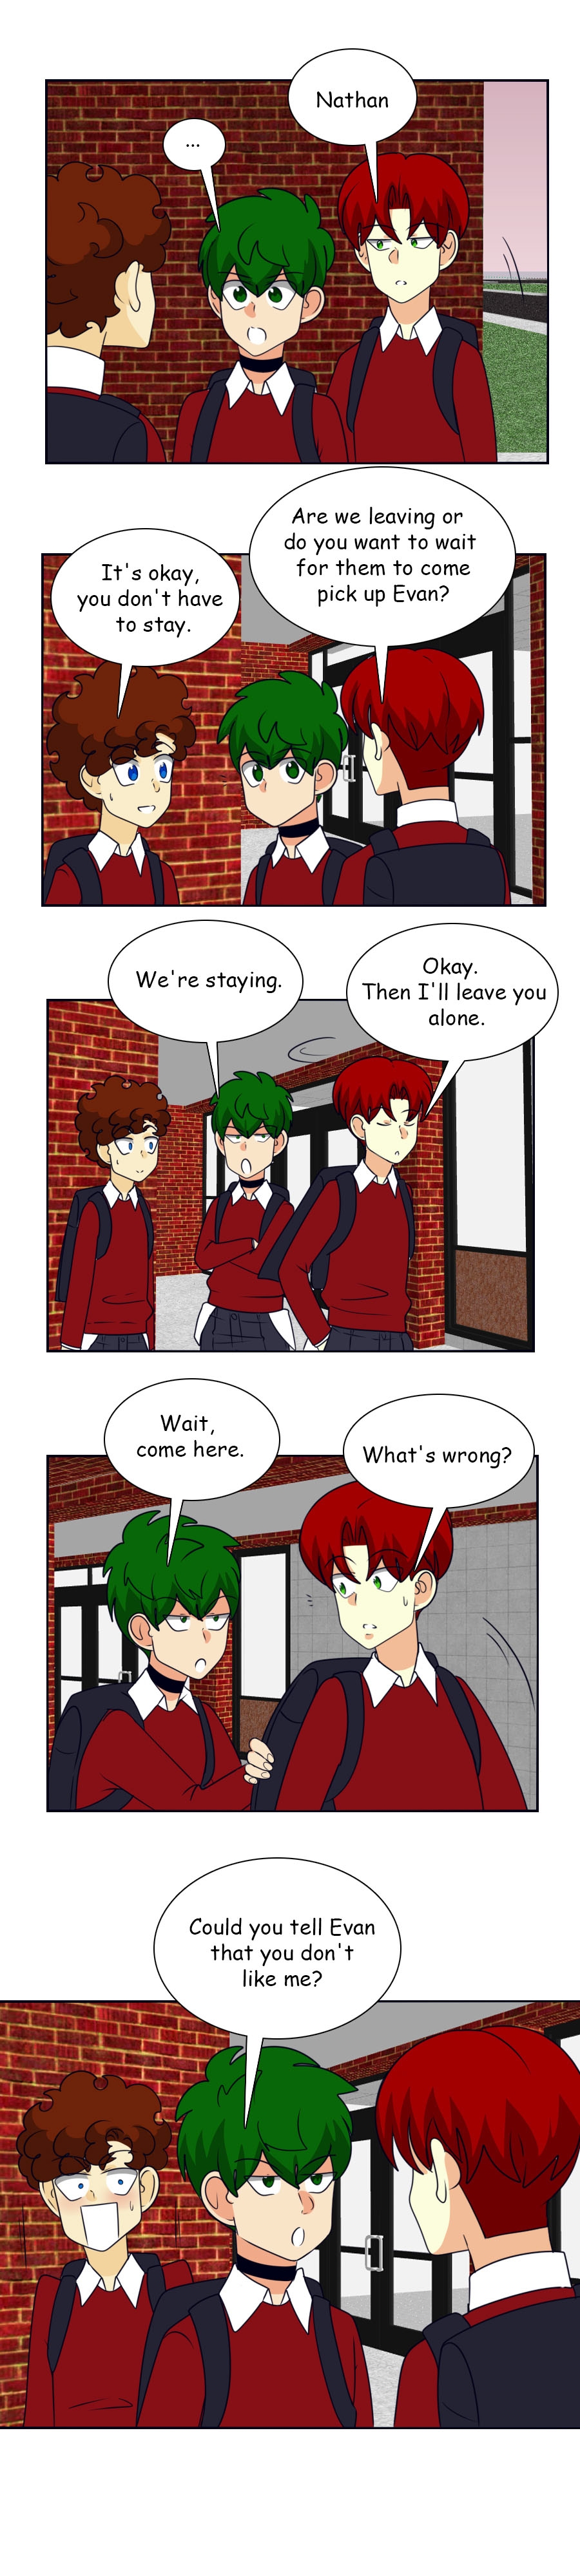 Nathan
...
Are we leaving or
do you want to wait
for them to come
pick up Evan?
It's okay,
you don't have
to stay.
We're staying.
Okay.
Then I'll leave you
alone.
Wait,
come here.
What's wrong?
Could you tell Evan
that you don't
like me?